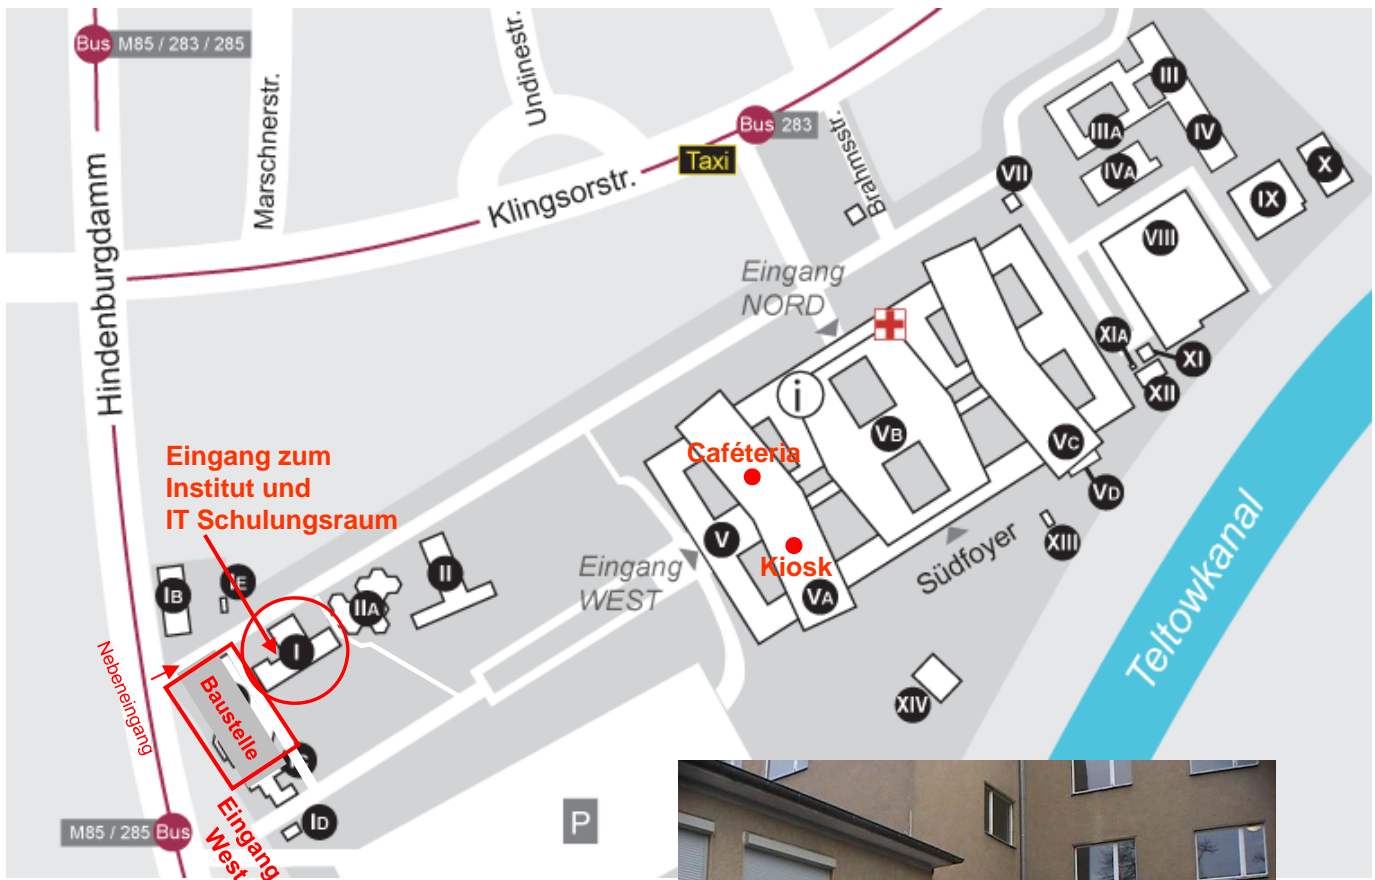 Bus M85 / 283 / 285
Undinestr.
Marschnerstr.
Bus 283
Taxi
Klingsorstr.
Brahmsstr.
Hindenburgdamm
III
IIIA
IV
IVA
VII
X
IX
VIII
Eingang
NORD
XIA
XI
XII
i
VB
VC
VD
Caféteria
Eingang zum
Institut und
IT Schulungsraum
V
Kiosk
VA
Eingang
WEST
Südfoyer
XIII
Teltowkanal
IB
IE
IIA
II
I
Nebeneingang
Baustelle
XIV
ID
P
M85 / 285 Bus
Eingang
West